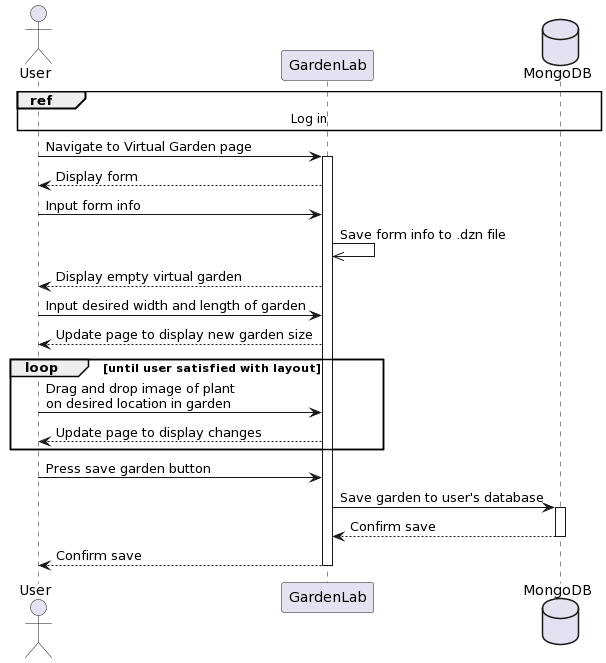 User
GardenLab
MongoDB
ref
Log in
Navigate to Virtual Garden page
Display form
Input form info
Save form info to .dzn file
Display empty virtual garden
Input desired width and length of garden
Update page to display new garden size
loop [until user satisfied with layout]
Drag and drop image of plant
on desired location in garden
Update page to display changes
Press save garden button
Save garden to user's database
Confirm save
Confirm save
User
GardenLab
MongoDB